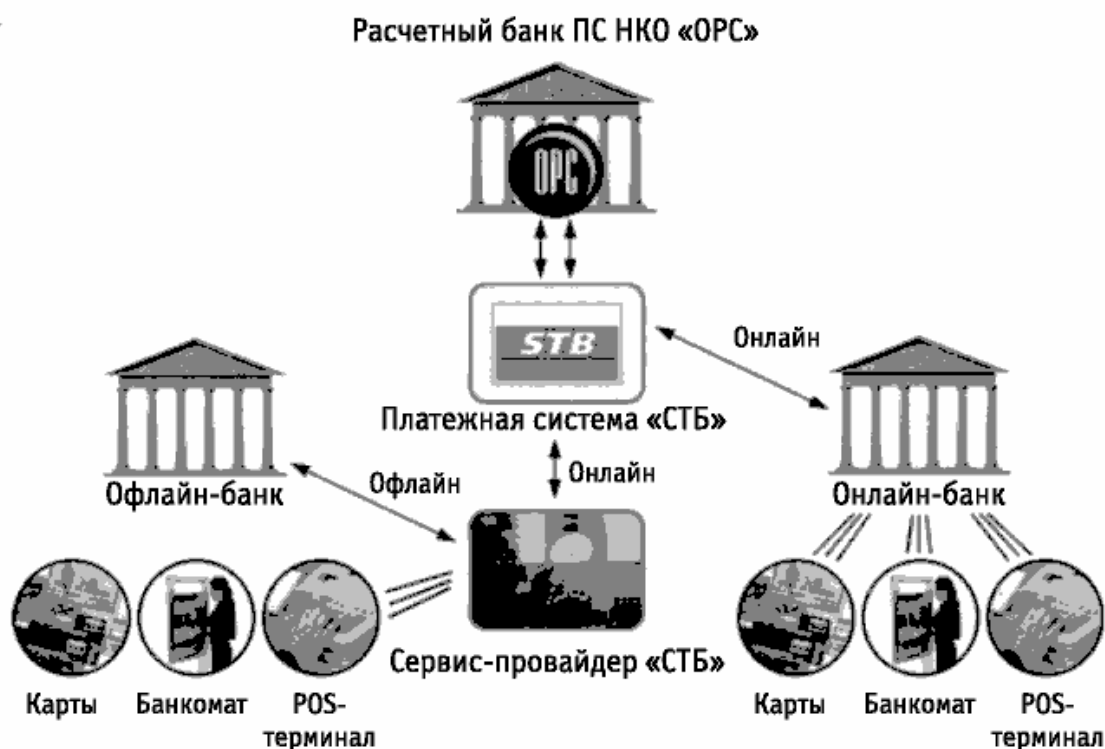 Расчетный банк ПС НКО «ОРС»
ОРС
STB
Онлайн
Платежная система «СТБ»
Офлайн-банк
Офлайн
Онлайн
Онлайн-банк
Сервис-провайдер «СТБ»
Карты
Банкомат
POS-
терминал
Карты
Банкомат
POS-
терминал